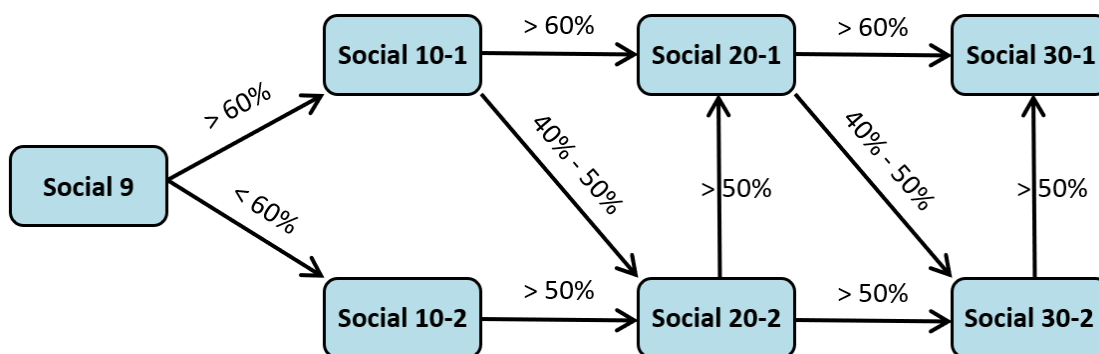 Social 10-1
> 60%
Social 20-1
> 60%
Social 30-1
> 60%
40% - 50%
40% - 50%
Social 9
> 50%
> 50%
< 60%
Social 10-2
> 50%
Social 20-2
> 50%
Social 30-2